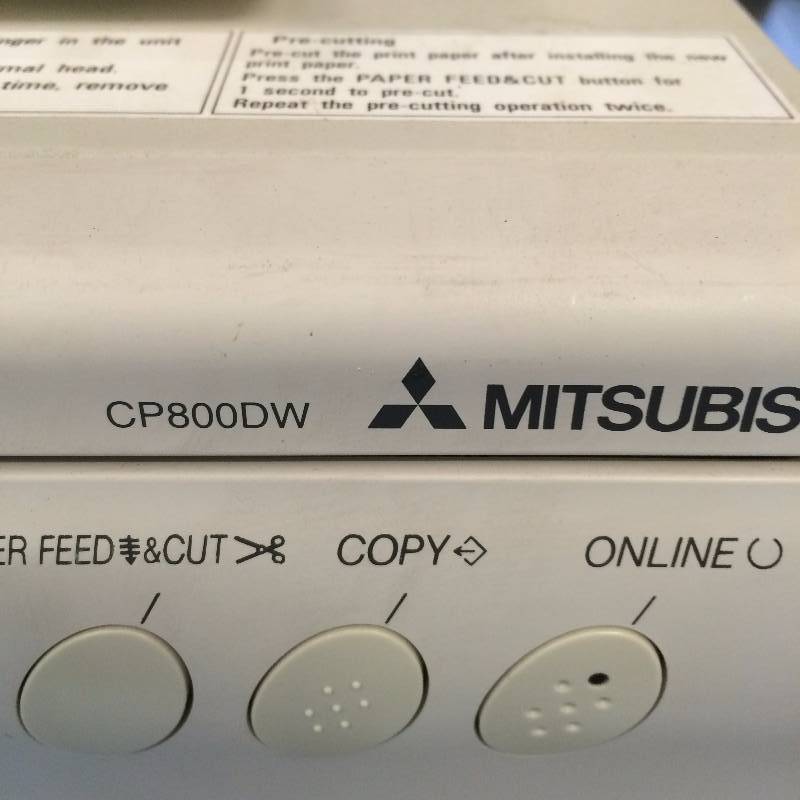 nger in the unit
mal head.
time, remove
Pre-cutting
Pre-cut the print paper after installing the new
print paper.
Press the PAPER FEED&CUT button for
1 second to pre-cut.
Repeat the pre-cutting operation twice.
CP800DW MITSUBIS
ER FEED &CUT COPY ONLINE